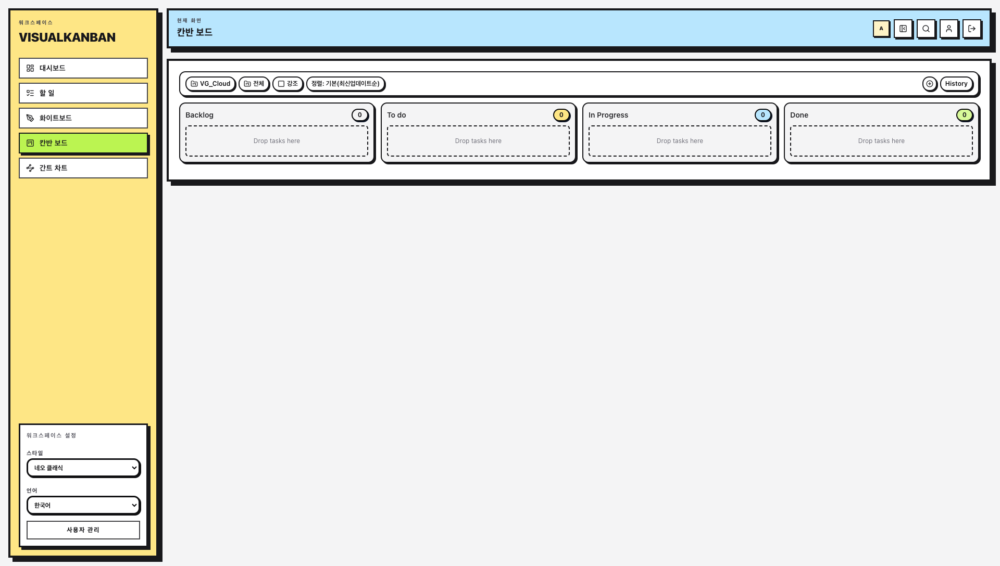 워크스페이스
VISUALKANBAN
대시보드
할 일
화이트보드
칸반 보드
간트 차트
워크스페이스 설정
스타일
네오 클래식
언어
한국어
사용자 관리
현재 화면
칸반 보드
A
VG_Cloud
전체
강조
정렬: 기본(최신업데이트순)
History
Backlog
0
Drop tasks here
To do
0
Drop tasks here
In Progress
0
Drop tasks here
Done
0
Drop tasks here